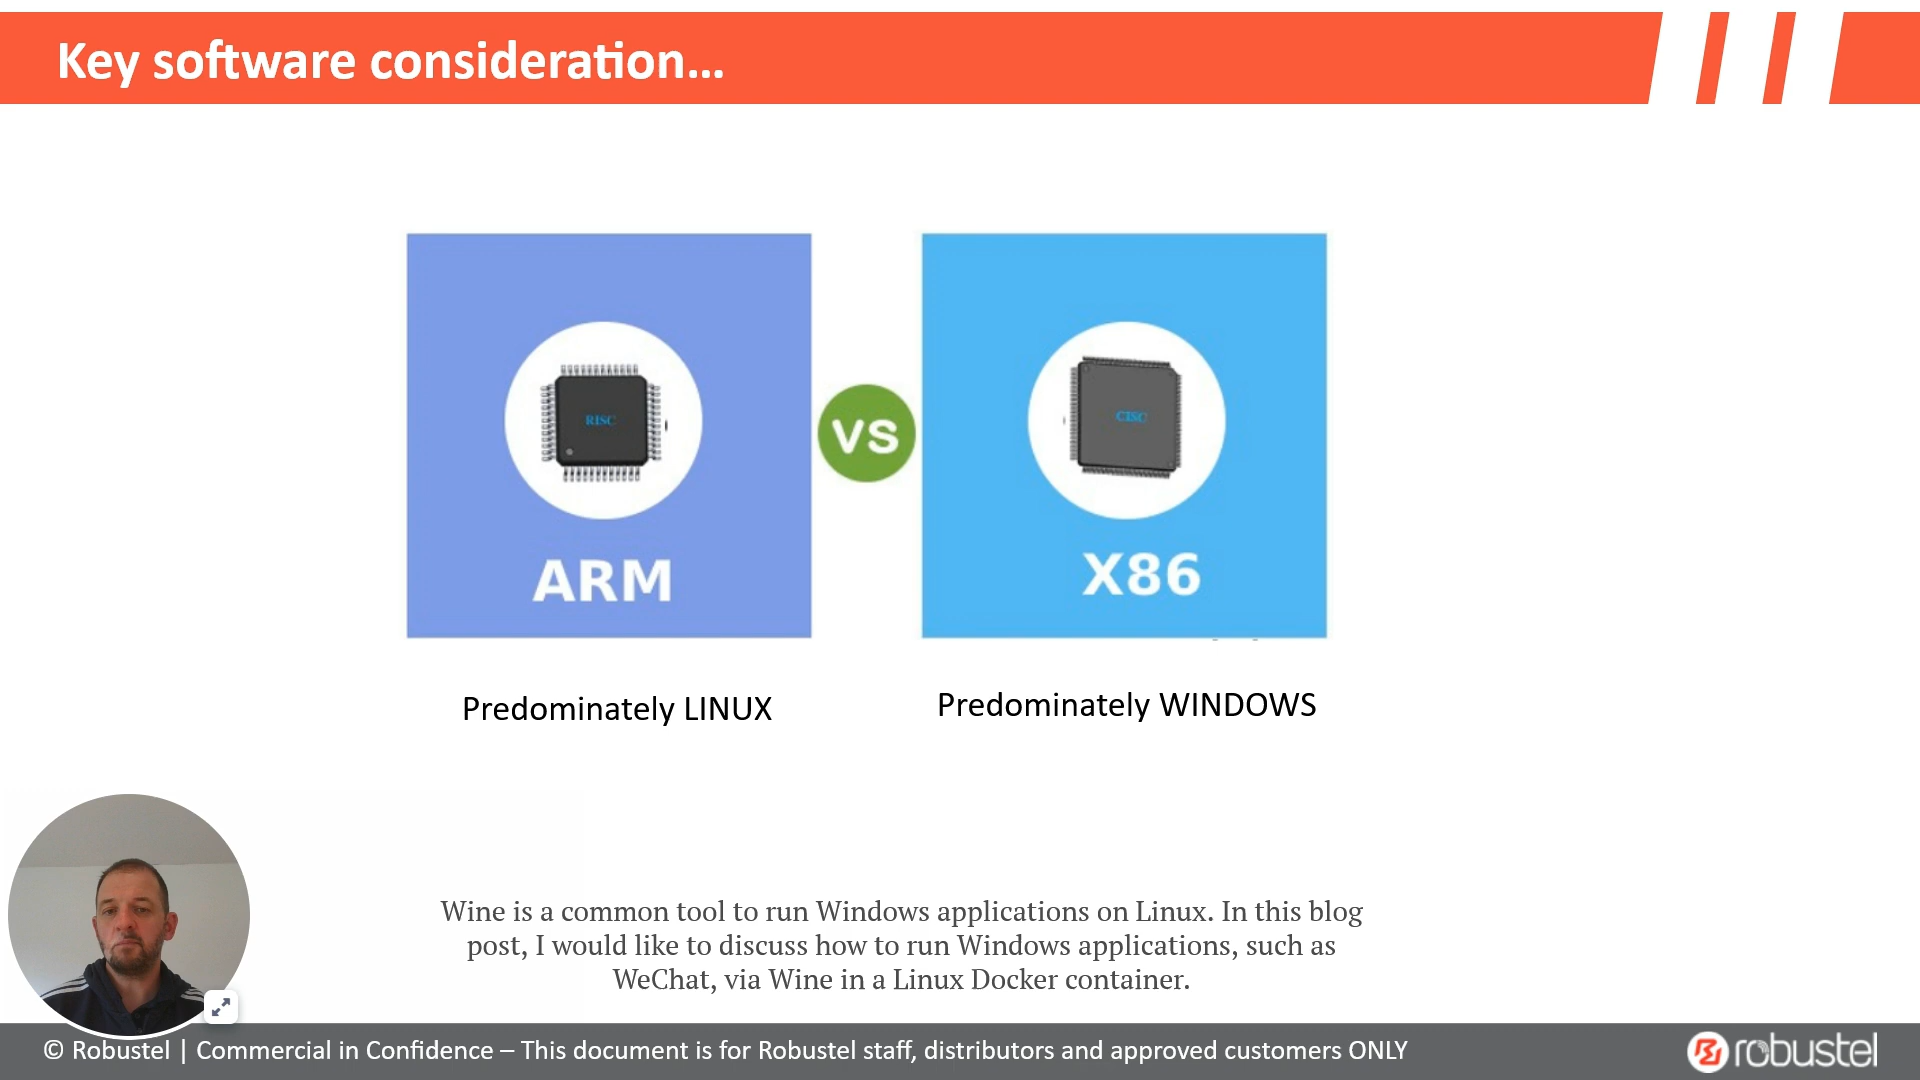 Key software consideration...
RISC
CISC
VS
ARM
X86
Predominately LINUX
Predominately WINDOWS
Wine is a common tool to run Windows applications on Linux. In this blog
post, I would like to discuss how to run Windows applications, such as
WeChat, via Wine in a Linux Docker container.
© Robustel | Commercial in Confidence – This document is for Robustel staff, distributors and approved customers ONLY
robustel